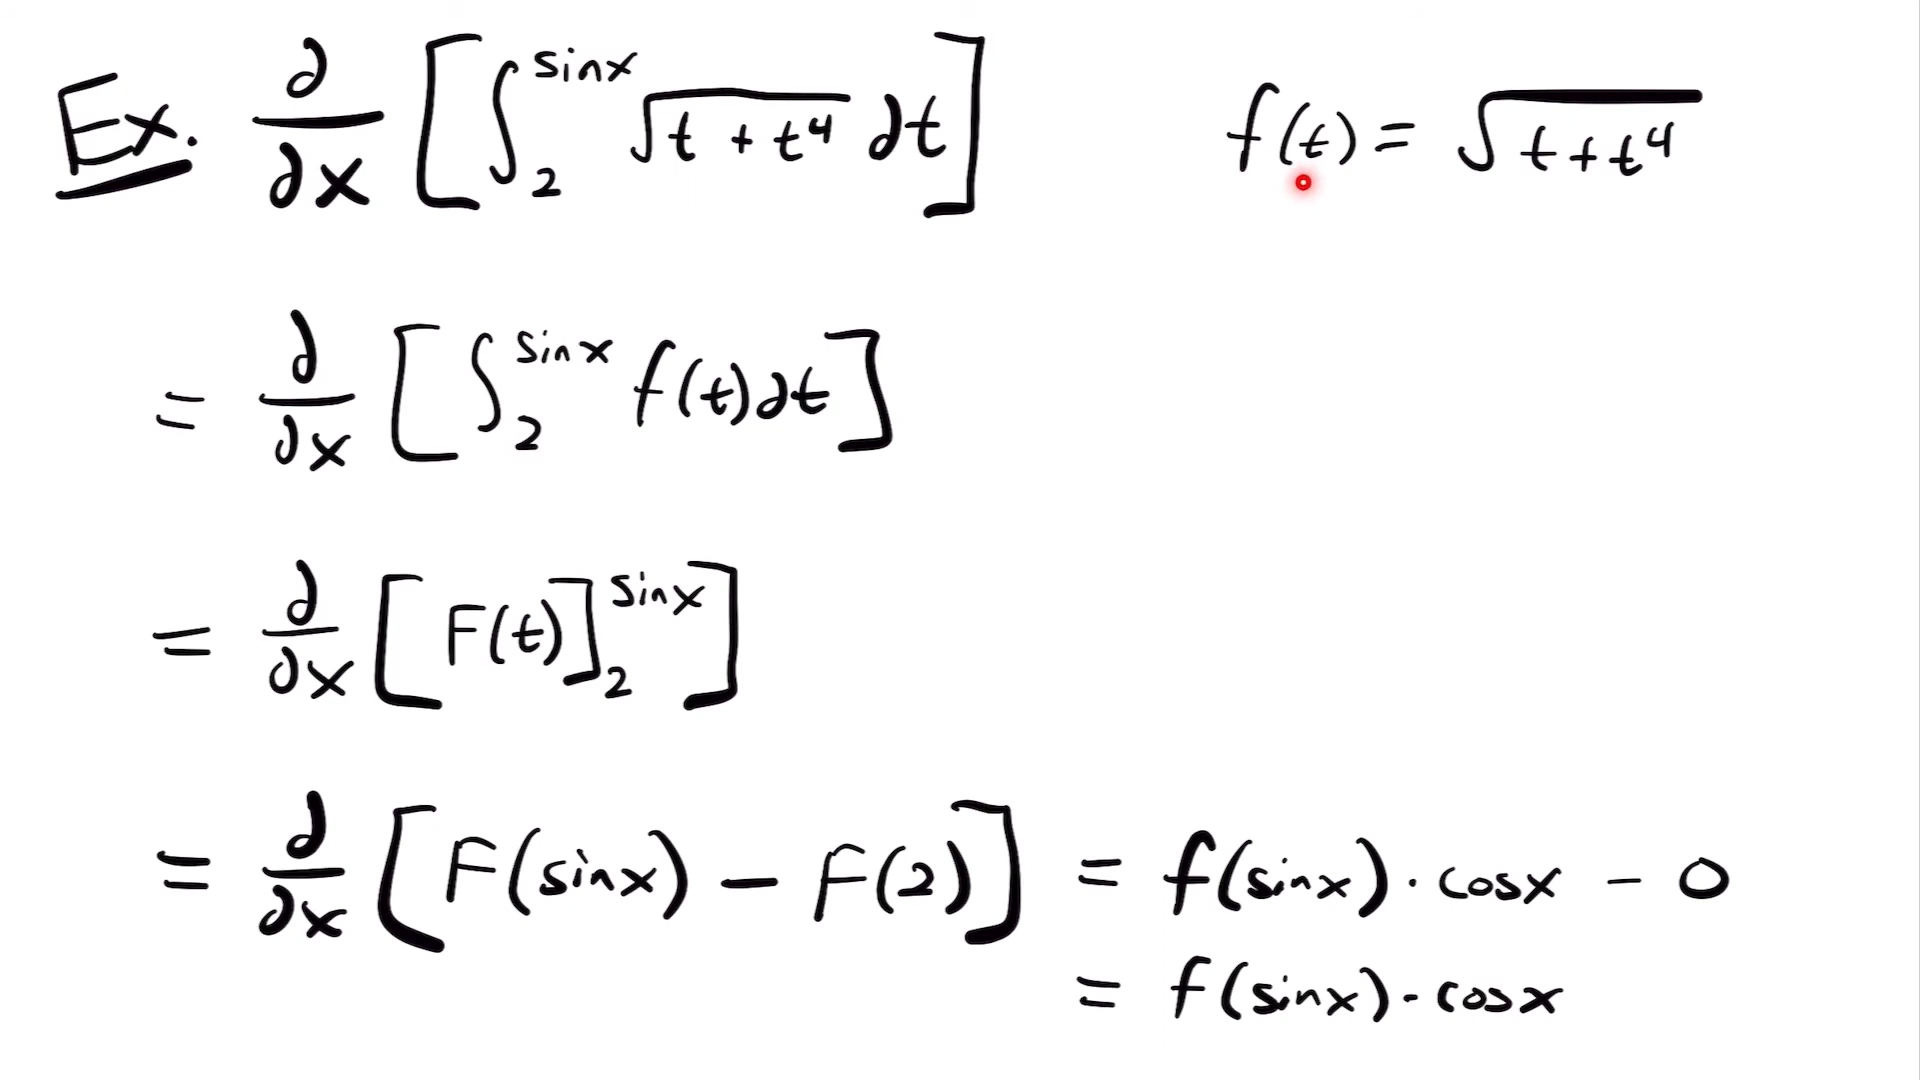 Ex. ∂/∂x [∫₂^sinx √(t + t⁴) ∂t]
f(t) = √(t + t⁴)
= ∂/∂x [∫₂^sinx f(t)∂t]
= ∂/∂x [F(t)]₂^sinx]
= ∂/∂x [F(sinx) − F(2)] = f(sinx) · cosx − 0
= f(sinx) · cosx